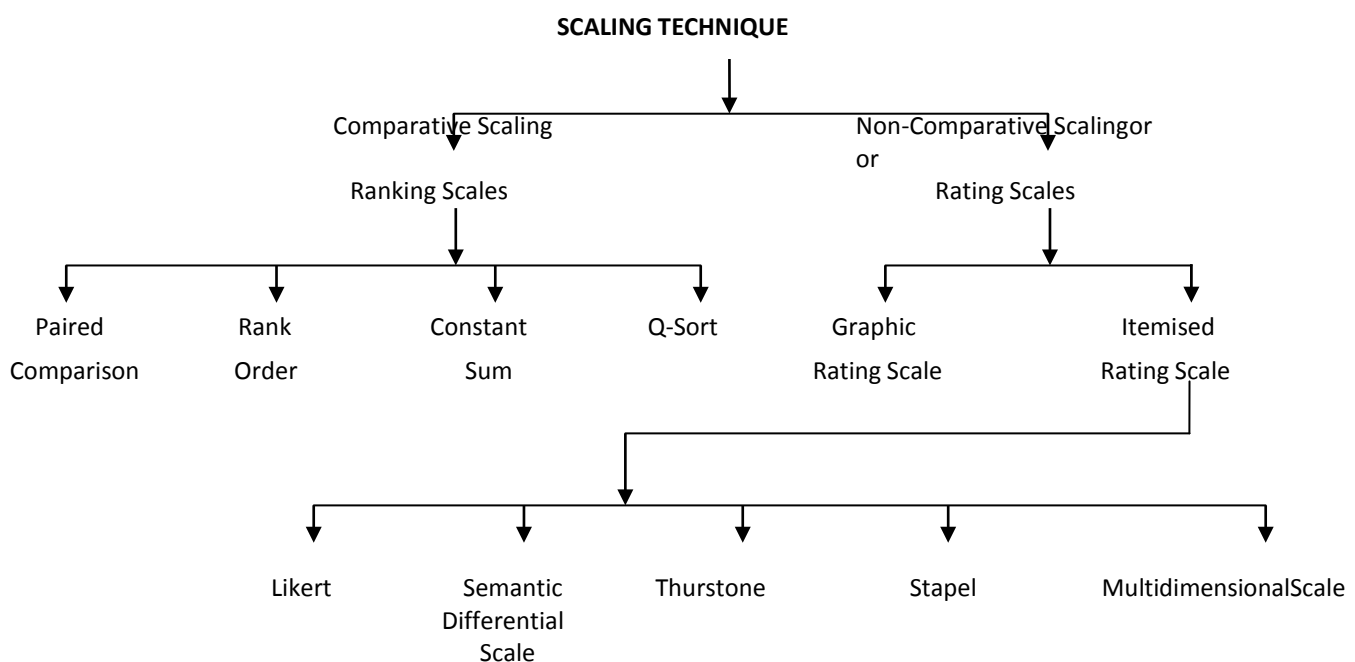 SCALING TECHNIQUE
Comparative Scaling
Non-Comparative Scalingor
or
Ranking Scales
Rating Scales
Paired
Comparison
Rank
Order
Constant
Sum
Q-Sort
Graphic
Rating Scale
Itemised
Rating Scale
Likert
Semantic
Differential
Scale
Thurstone
Stapel
MultidimensionalScale